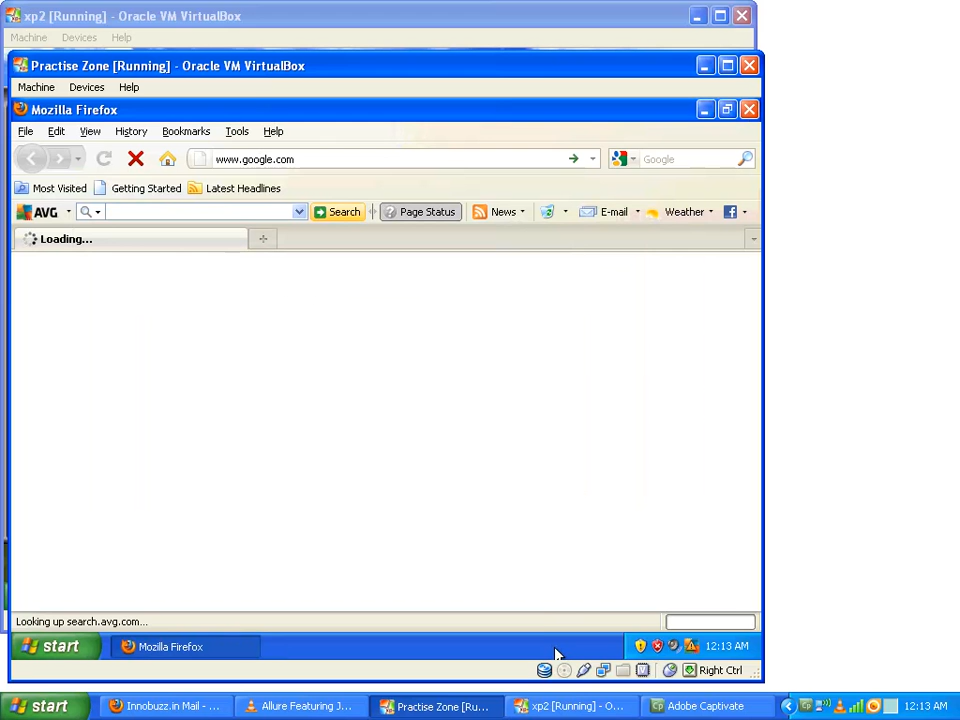 xp2 [Running] - Oracle VM VirtualBox
Machine Devices Help
Practise Zone [Running] - Oracle VM VirtualBox
Machine Devices Help
Mozilla Firefox
File Edit View History Bookmarks Tools Help
www.google.com Google
Most Visited Getting Started Latest Headlines
AVG Search Page Status News E-mail Weather
Loading...
Looking up search.avg.com...
start Mozilla Firefox 12:13 AM
Right Ctrl
start Innobuzz.in Mail - ... Allure Featuring J... Practise Zone [Ru... xp2 [Running] - O... Adobe Captivate 12:13 AM